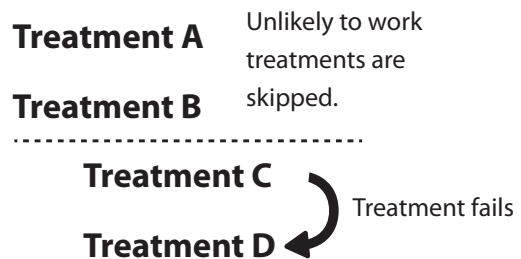 Treatment A
Unlikely to work
treatments are
skipped.
Treatment B
Treatment C
Treatment fails
Treatment D